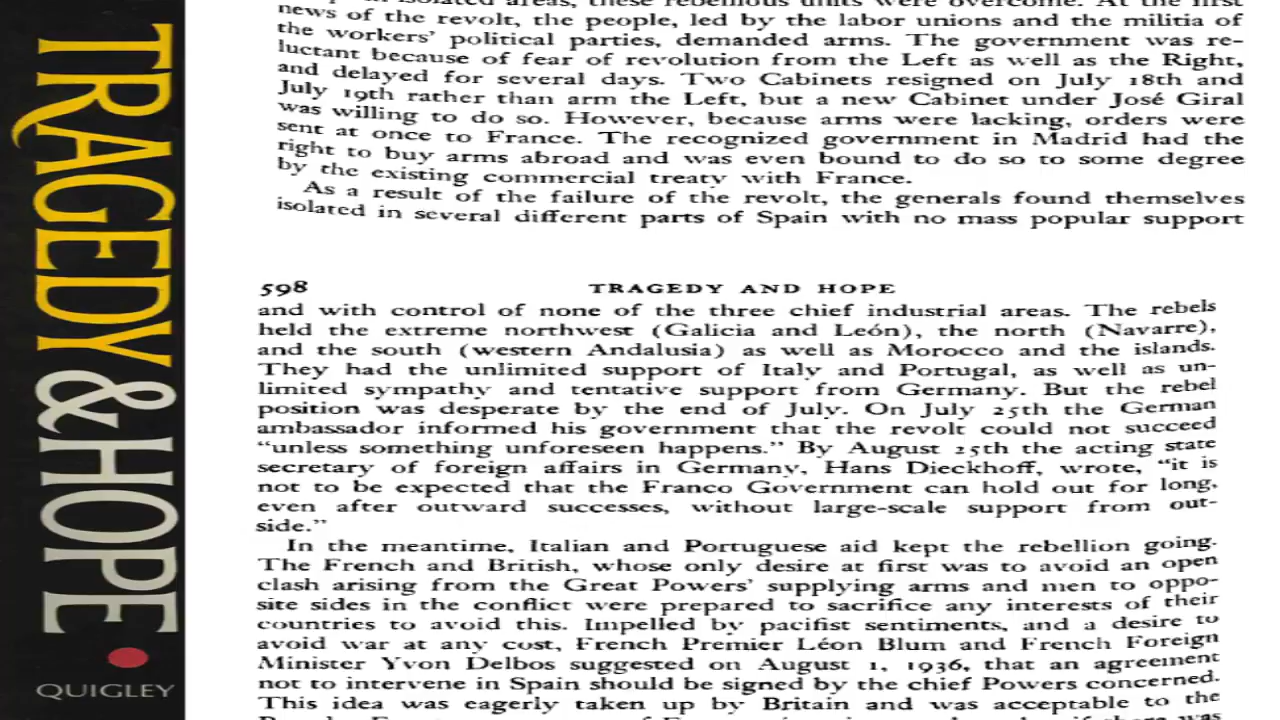 TRAGEDY & HOPE
QUIGLEY
areas, these rebellious units were overcome. At the first
news of the revolt, the people, led by the labor unions and the militia of
the workers' political parties, demanded arms. The government was re-
luctant because of fear of revolution from the Left as well as the Right,
and delayed for several days. Two Cabinets resigned on July 18th and
July 19th rather than arm the Left, but a new Cabinet under José Giral
was willing to do so. However, because arms were lacking, orders were
sent at once to France. The recognized government in Madrid had the
right to buy arms abroad and was even bound to do so to some degree
by the existing commercial treaty with France.
As a result of the failure of the revolt, the generals found themselves
isolated in several different parts of Spain with no mass popular support
598 TRAGEDY AND HOPE
and with control of none of the three chief industrial areas. The rebels
held the extreme northwest (Galicia and León), the north (Navarre),
and the south (western Andalusia) as well as Morocco and the islands.
They had the unlimited support of Italy and Portugal, as well as un-
limited sympathy and tentative support from Germany. But the rebel
position was desperate by the end of July. On July 25th the German
ambassador informed his government that the revolt could not succeed
"unless something unforeseen happens." By August 25th the acting state
secretary of foreign affairs in Germany, Hans Dieckhoff, wrote, "it is
not to be expected that the Franco Government can hold out for long,
even after outward successes, without large-scale support from out-
side."
In the meantime, Italian and Portuguese aid kept the rebellion going.
The French and British, whose only desire at first was to avoid an open
clash arising from the Great Powers' supplying arms and men to oppo-
site sides in the conflict were prepared to sacrifice any interests of their
countries to avoid this. Impelled by pacifist sentiments, and a desire to
avoid war at any cost, French Premier Léon Blum and French Foreign
Minister Yvon Delbos suggested on August 1, 1936, that an agreement
not to intervene in Spain should be signed by the chief Powers concerned.
This idea was eagerly taken up by Britain and was acceptable to the